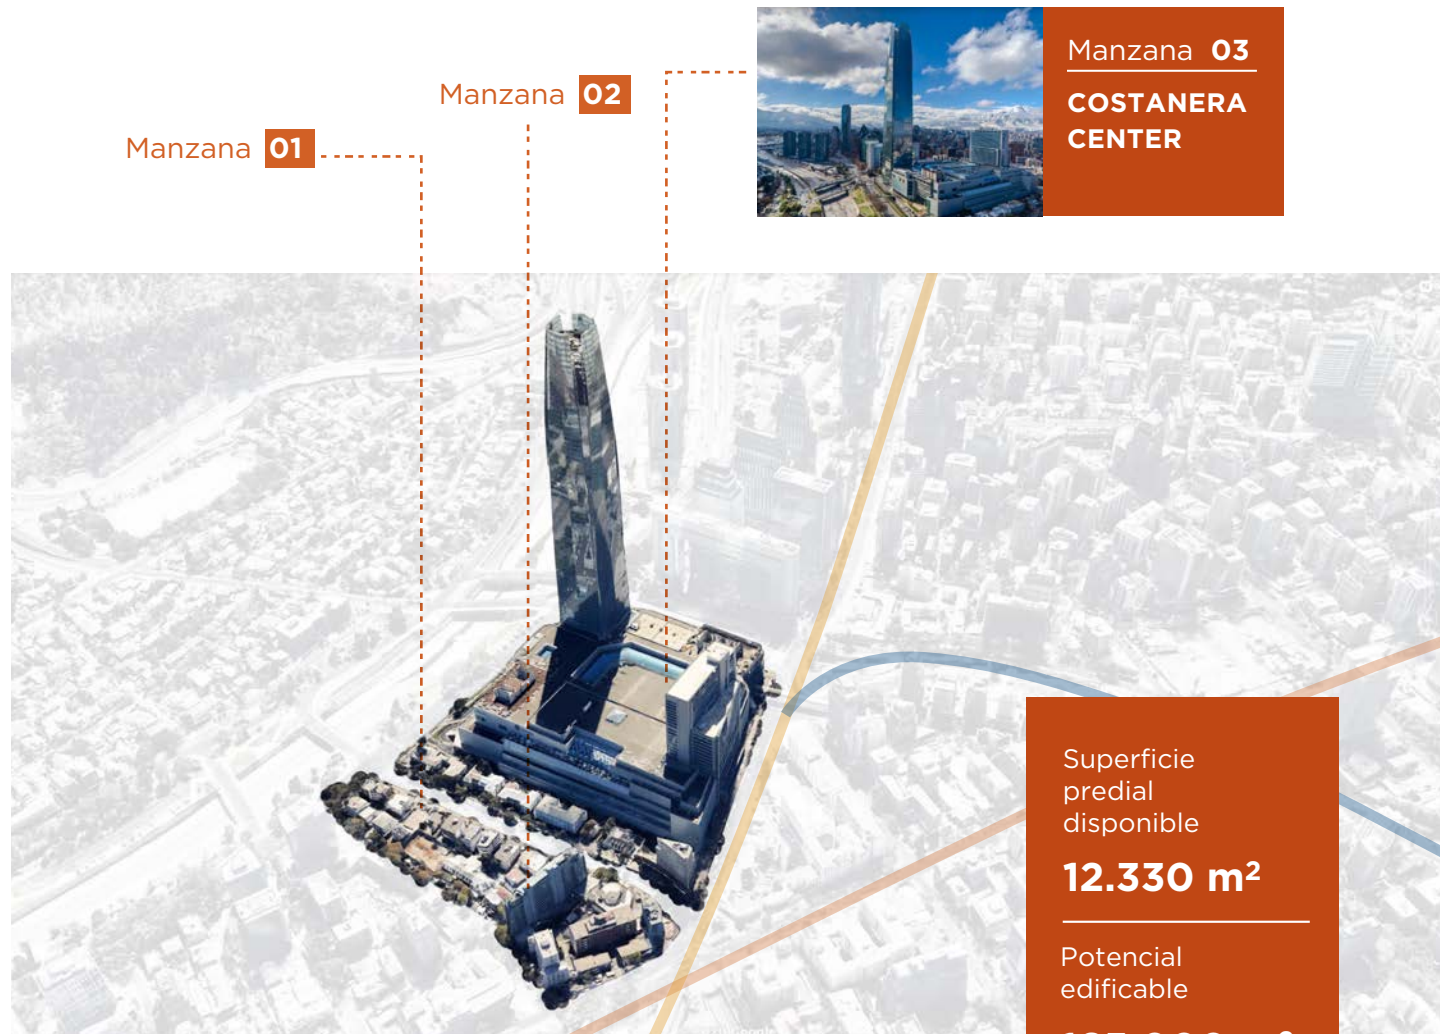 Manzana 03
COSTANERA
CENTER
Manzana 02
Manzana 01
Superficie
predial
disponible
12.330 m²
Potencial
edificable